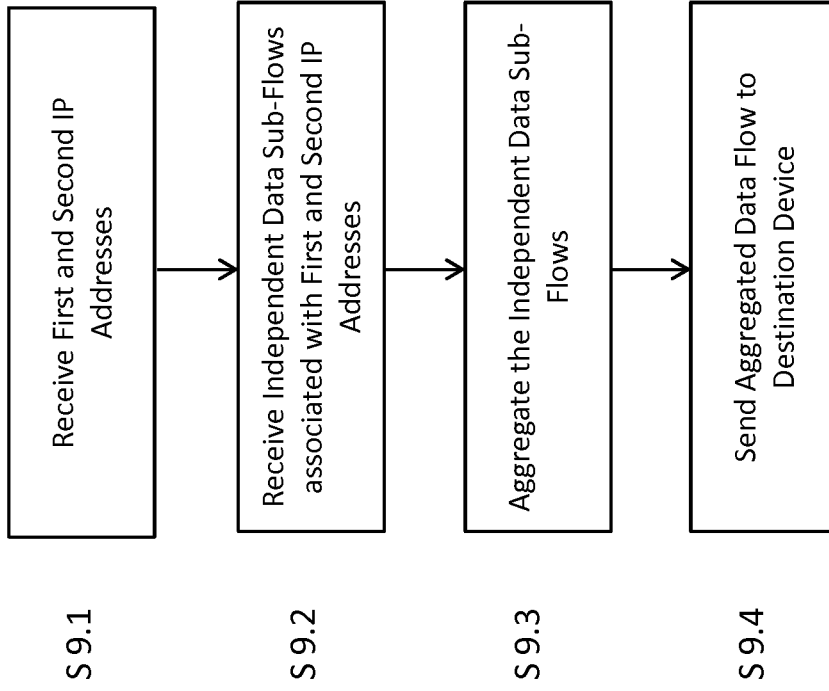 S 9.1
Receive First and Second IP
Addresses
S 9.2
Receive Independent Data Sub-Flows
associated with First and Second IP
Addresses
S 9.3
Aggregate the Independent Data Sub-
Flows
S 9.4
Send Aggregated Data Flow to
Destination Device